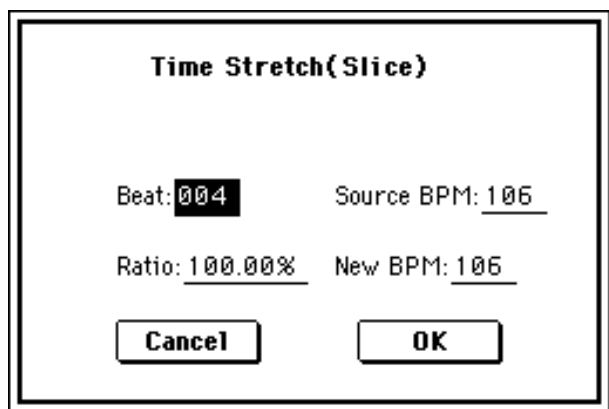 Time Stretch(Slice)
Beat: 004 Source BPM: 106
Ratio: 100.00% New BPM: 106
Cancel OK